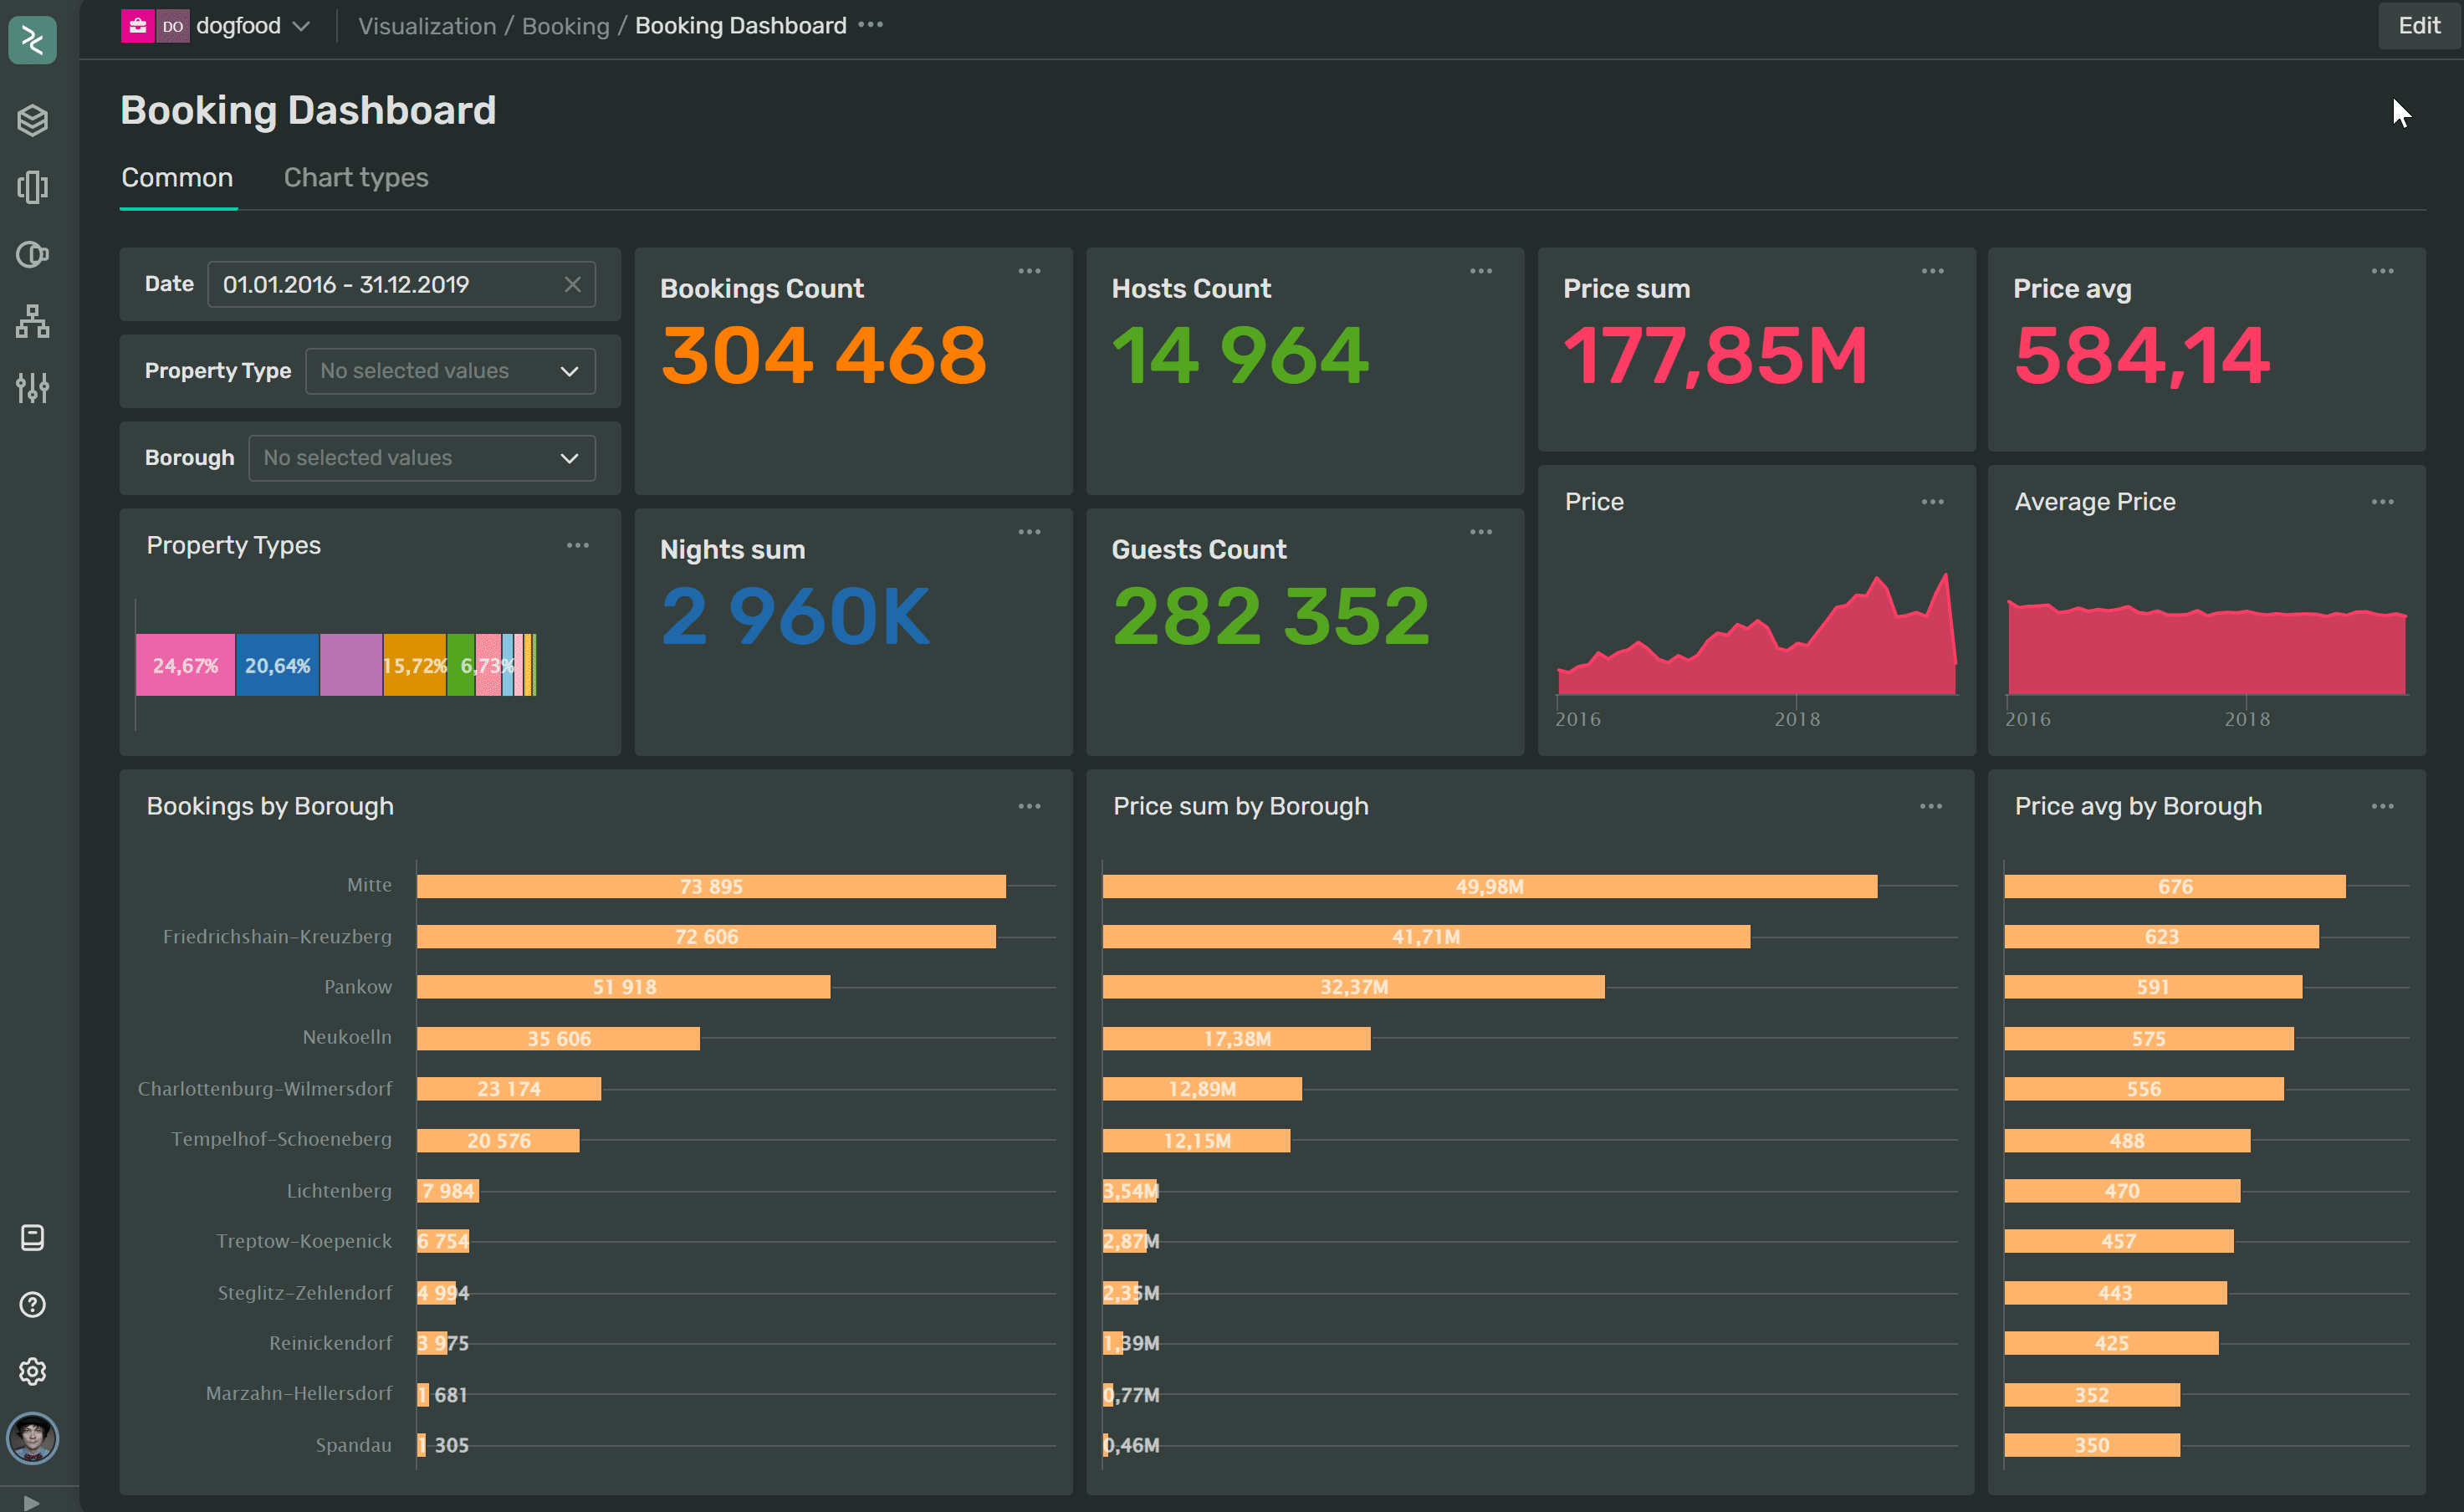 DO dogfood Visualization / Booking / Booking Dashboard ···
Edit
Booking Dashboard
Common Chart types
Date 01.01.2016 - 31.12.2019
Property Type No selected values
Borough No selected values
Bookings Count
304 468
Hosts Count
14 964
Price sum
177,85M
Price avg
584,14
Property Types
24,67% 20,64% 15,72% 6,73%
Nights sum
2 960K
Guests Count
282 352
Price
2016 2018
Average Price
2016 2018
Bookings by Borough
Mitte 73 895
Friedrichshain-Kreuzberg 72 606
Pankow 51 918
Neukoelln 35 606
Charlottenburg-Wilmersdorf 23 174
Tempelhof-Schoeneberg 20 576
Lichtenberg 7 984
Treptow-Koepenick 6 754
Steglitz-Zehlendorf 4 994
Reinickendorf 3 975
Marzahn-Hellersdorf 1 681
Spandau 1 305
Price sum by Borough
49,98M
41,71M
32,37M
17,38M
12,89M
12,15M
3,54M
2,87M
2,35M
1,39M
0,77M
0,46M
Price avg by Borough
676
623
591
575
556
488
470
457
443
425
352
350